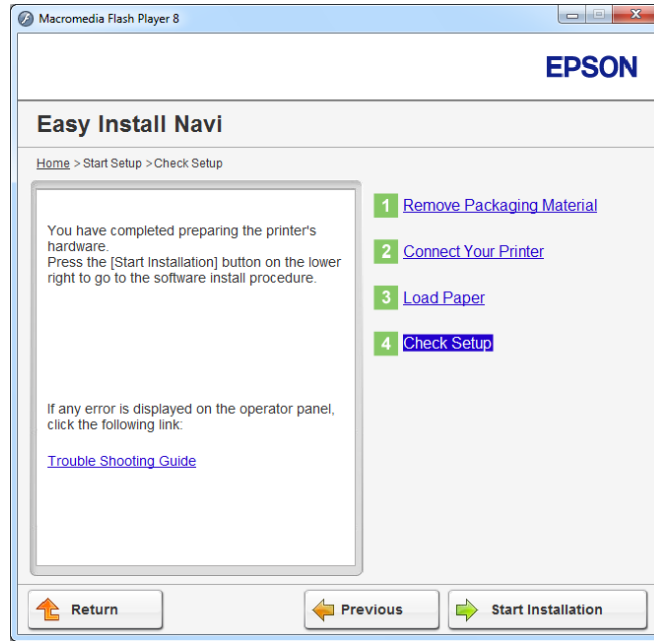 Macromedia Flash Player 8
EPSON
Easy Install Navi
Home > Start Setup >Check Setup
You have completed preparing the printer's
hardware.
Press the [Start Installation] button on the lower
right to go to the software install procedure.
If any error is displayed on the operator panel,
click the following link:
Trouble Shooting Guide
1 Remove Packaging Material
2 Connect Your Printer
3 Load Paper
4 Check Setup
Return
Previous
Start Installation